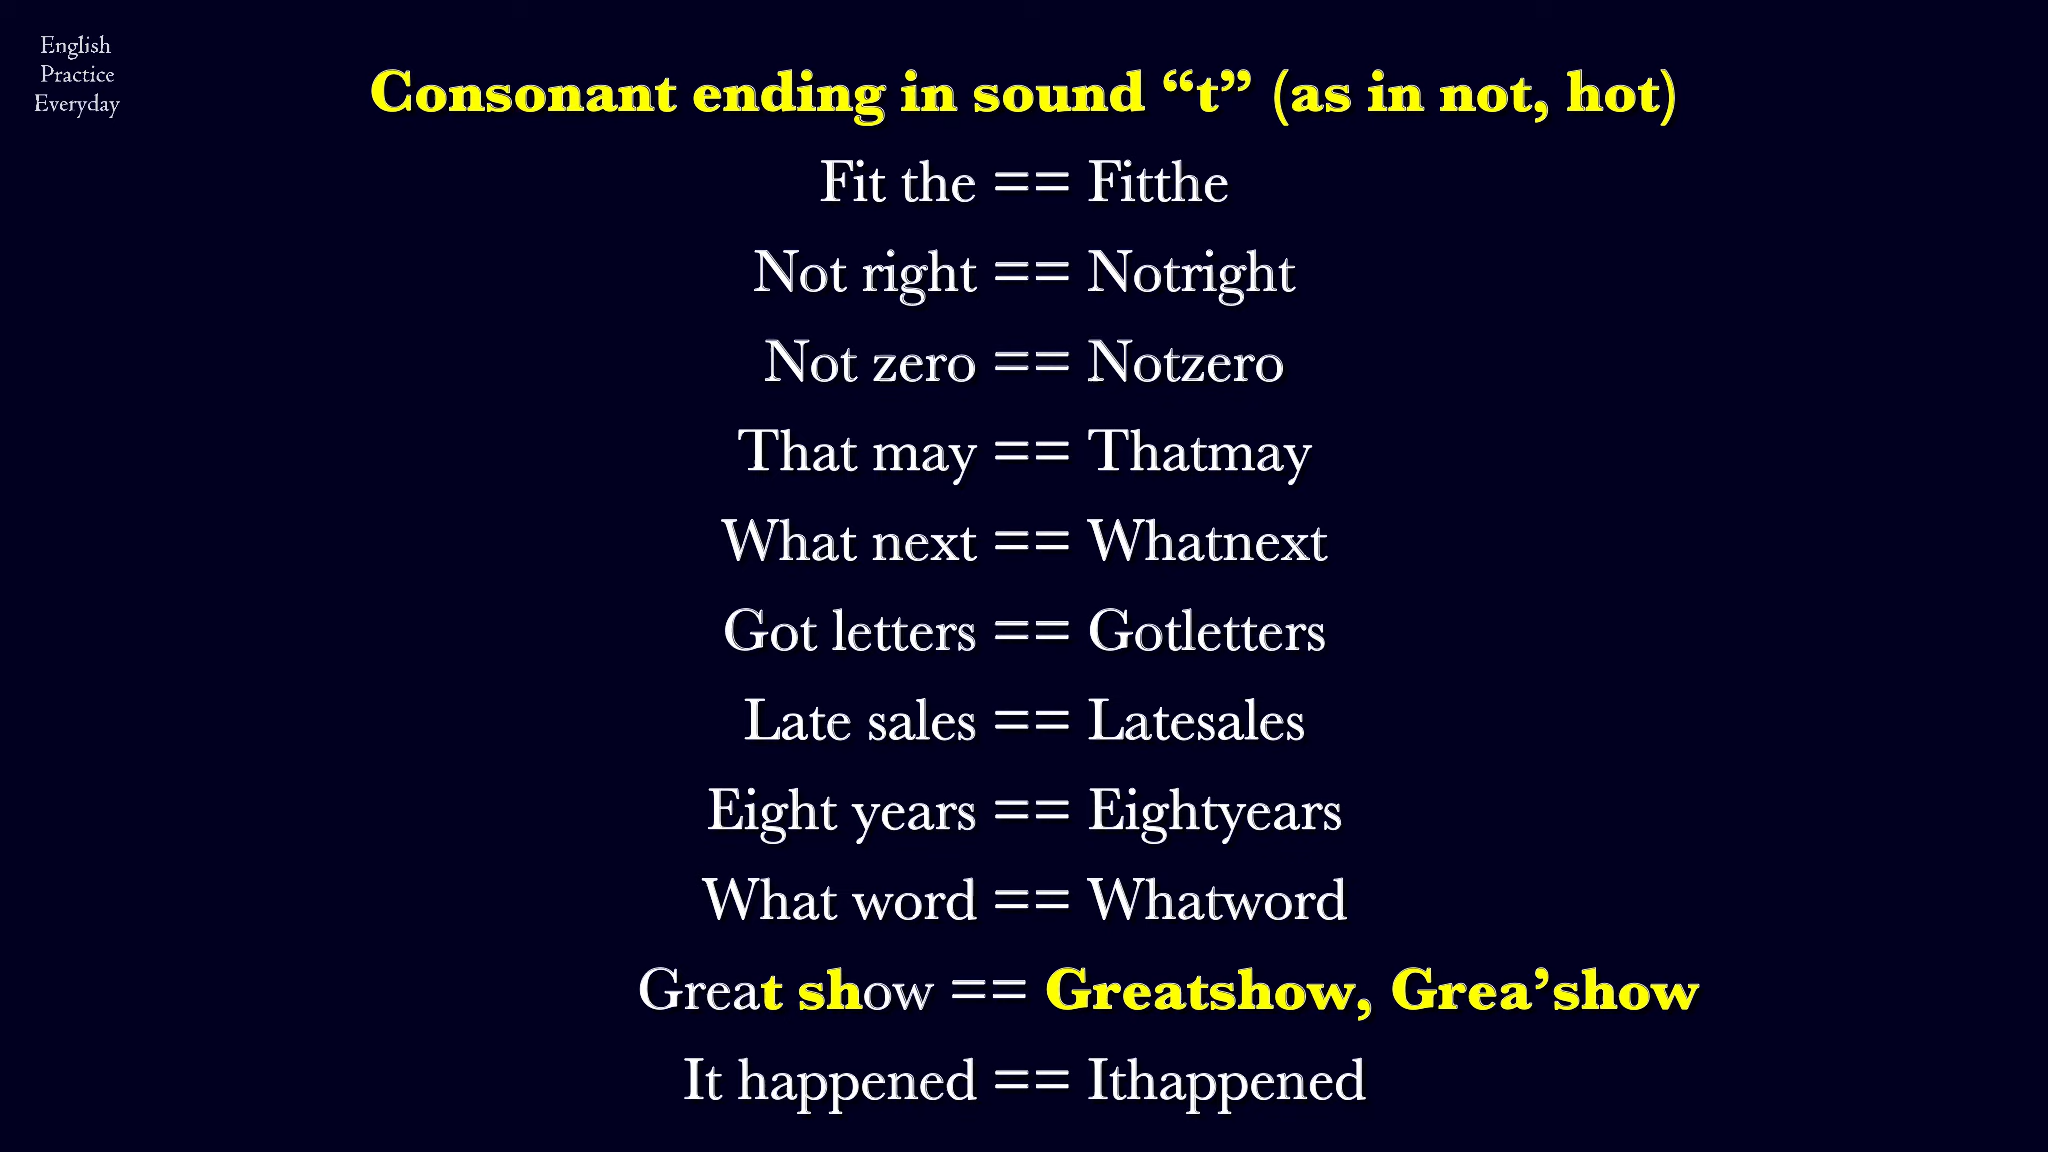 English
Practice
Everyday
Consonant ending in sound “t” (as in not, hot)
Fit the == Fitthe
Not right == Notright
Not zero == Notzero
That may == Thatmay
What next == Whatnext
Got letters == Gotletters
Late sales == Latesales
Eight years == Eightyears
What word == Whatword
Great show == Greatshow, Grea’show
It happened == Ithappened